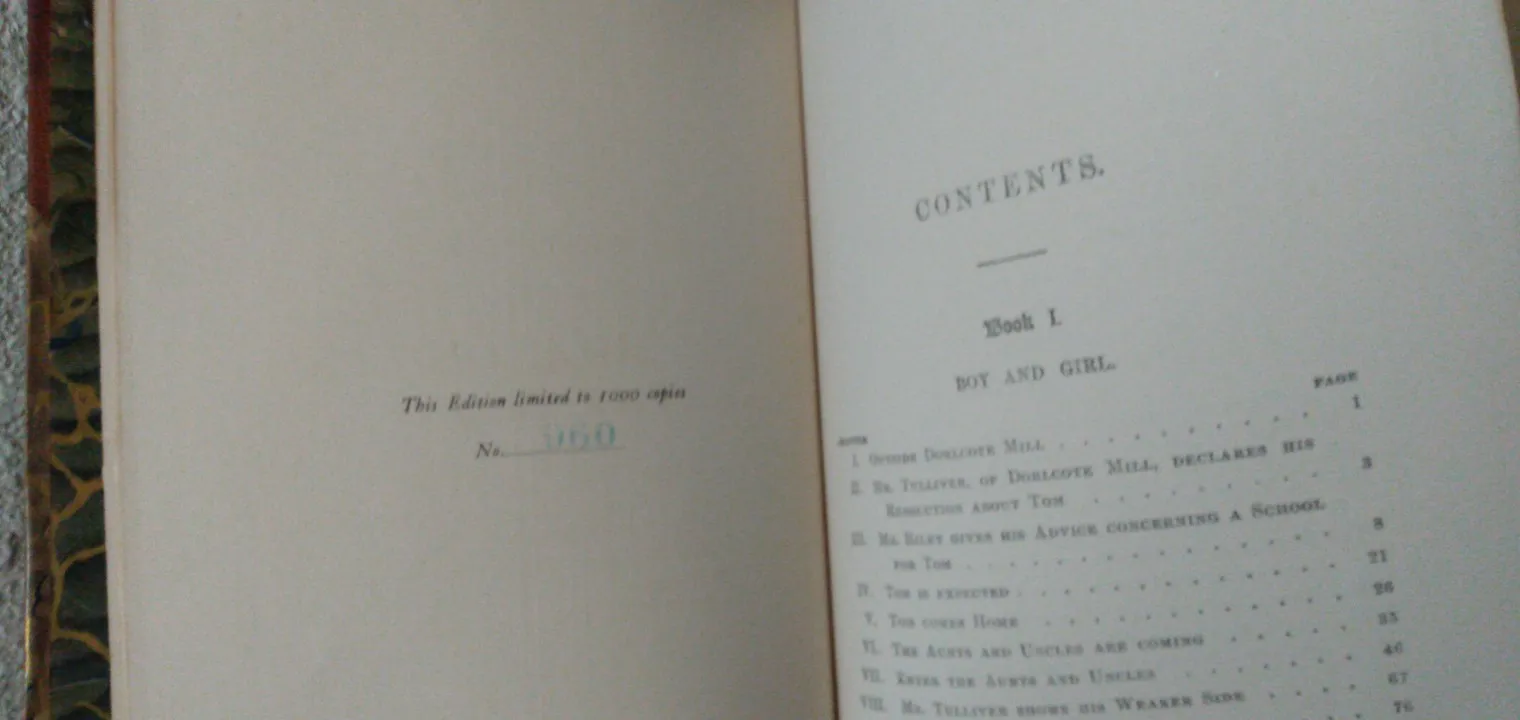 This Edition limited to 1000 copies
No. 960
CONTENTS.
Book I.
BOY AND GIRL.
PAGE
I. OUTSIDE DORLCOTE MILL . . . . . . . . . . 1
II. MR. TULLIVER, OF DORLCOTE MILL, DECLARES HIS
RESOLUTION ABOUT TOM . . . . . . . . 3
III. MR. RILEY GIVES HIS ADVICE CONCERNING A SCHOOL
FOR TOM . . . . . . . . . . . 8
IV. TOM IS EXPECTED . . . . . . . . . . 21
V. TOM COMES HOME . . . . . . . . . . 26
VI. THE AUNTS AND UNCLES ARE COMING . . . . . 35
VII. ENTER THE AUNTS AND UNCLES . . . . . . 46
VIII. MR. TULLIVER SHOWS HIS WEAKER SIDE . . . . 67
76